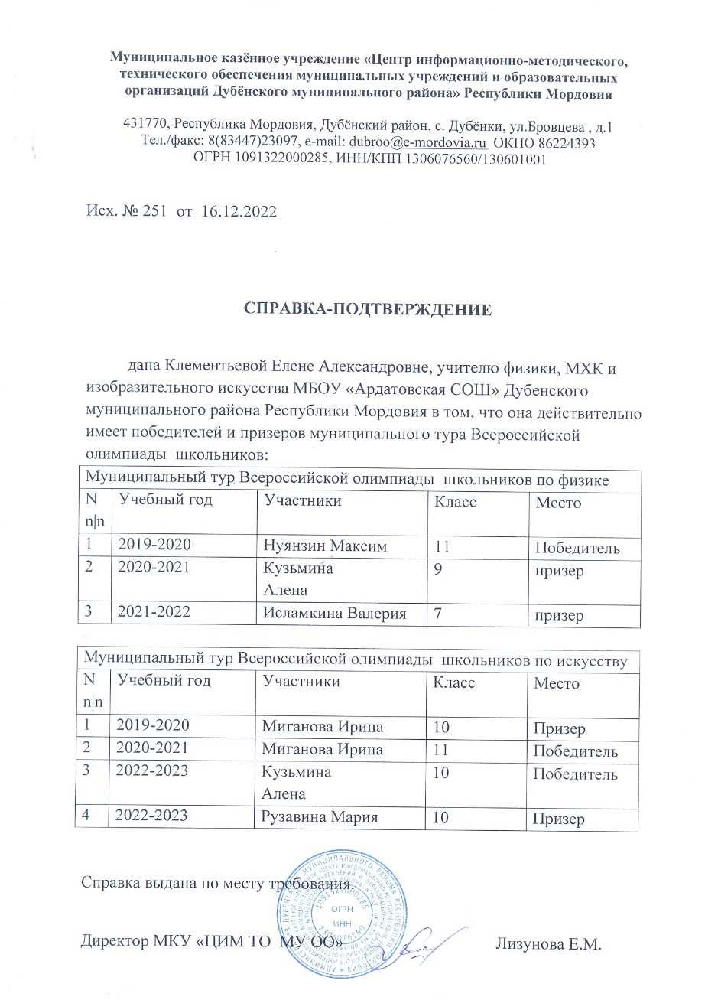 Муниципальное казённое учреждение «Центр информационно-методического,
технического обеспечения муниципальных учреждений и образовательных
организаций Дубёнского муниципального района» Республики Мордовия
431770, Республика Мордовия, Дубёнский район, с. Дубёнки, ул.Бровцева , д.1
Тел./факс: 8(83447)23097, e-mail: dubroo@e-mordovia.ru ОКПО 86224393
ОГРН 1091322000285, ИНН/КПП 1306076560/130601001
Исх. № 251 от 16.12.2022
СПРАВКА-ПОДТВЕРЖДЕНИЕ
дана Клементьевой Елене Александровне, учителю физики, МХК и
изобразительного искусства МБОУ «Ардатовская СОШ» Дубенского
муниципального района Республики Мордовия в том, что она действительно
имеет победителей и призеров муниципального тура Всероссийской
олимпиады школьников:
Муниципальный тур Всероссийской олимпиады школьников по физике
N n|n Учебный год Участники Класс Место
1 2019-2020 Нуянзин Максим 11 Победитель
2 2020-2021 Кузьмина Алена 9 призер
3 2021-2022 Исламкина Валерия 7 призер
Муниципальный тур Всероссийской олимпиады школьников по искусству
N n|n Учебный год Участники Класс Место
1 2019-2020 Миганова Ирина 10 Призер
2 2020-2021 Миганова Ирина 11 Победитель
3 2022-2023 Кузьмина Алена 10 Победитель
4 2022-2023 Рузавина Мария 10 Призер
Справка выдана по месту требования.
1091322000285
ОГРН
ИНН
1306076560
Директор МКУ «ЦИМ ТО МУ ОО» Лизунова Е.М.